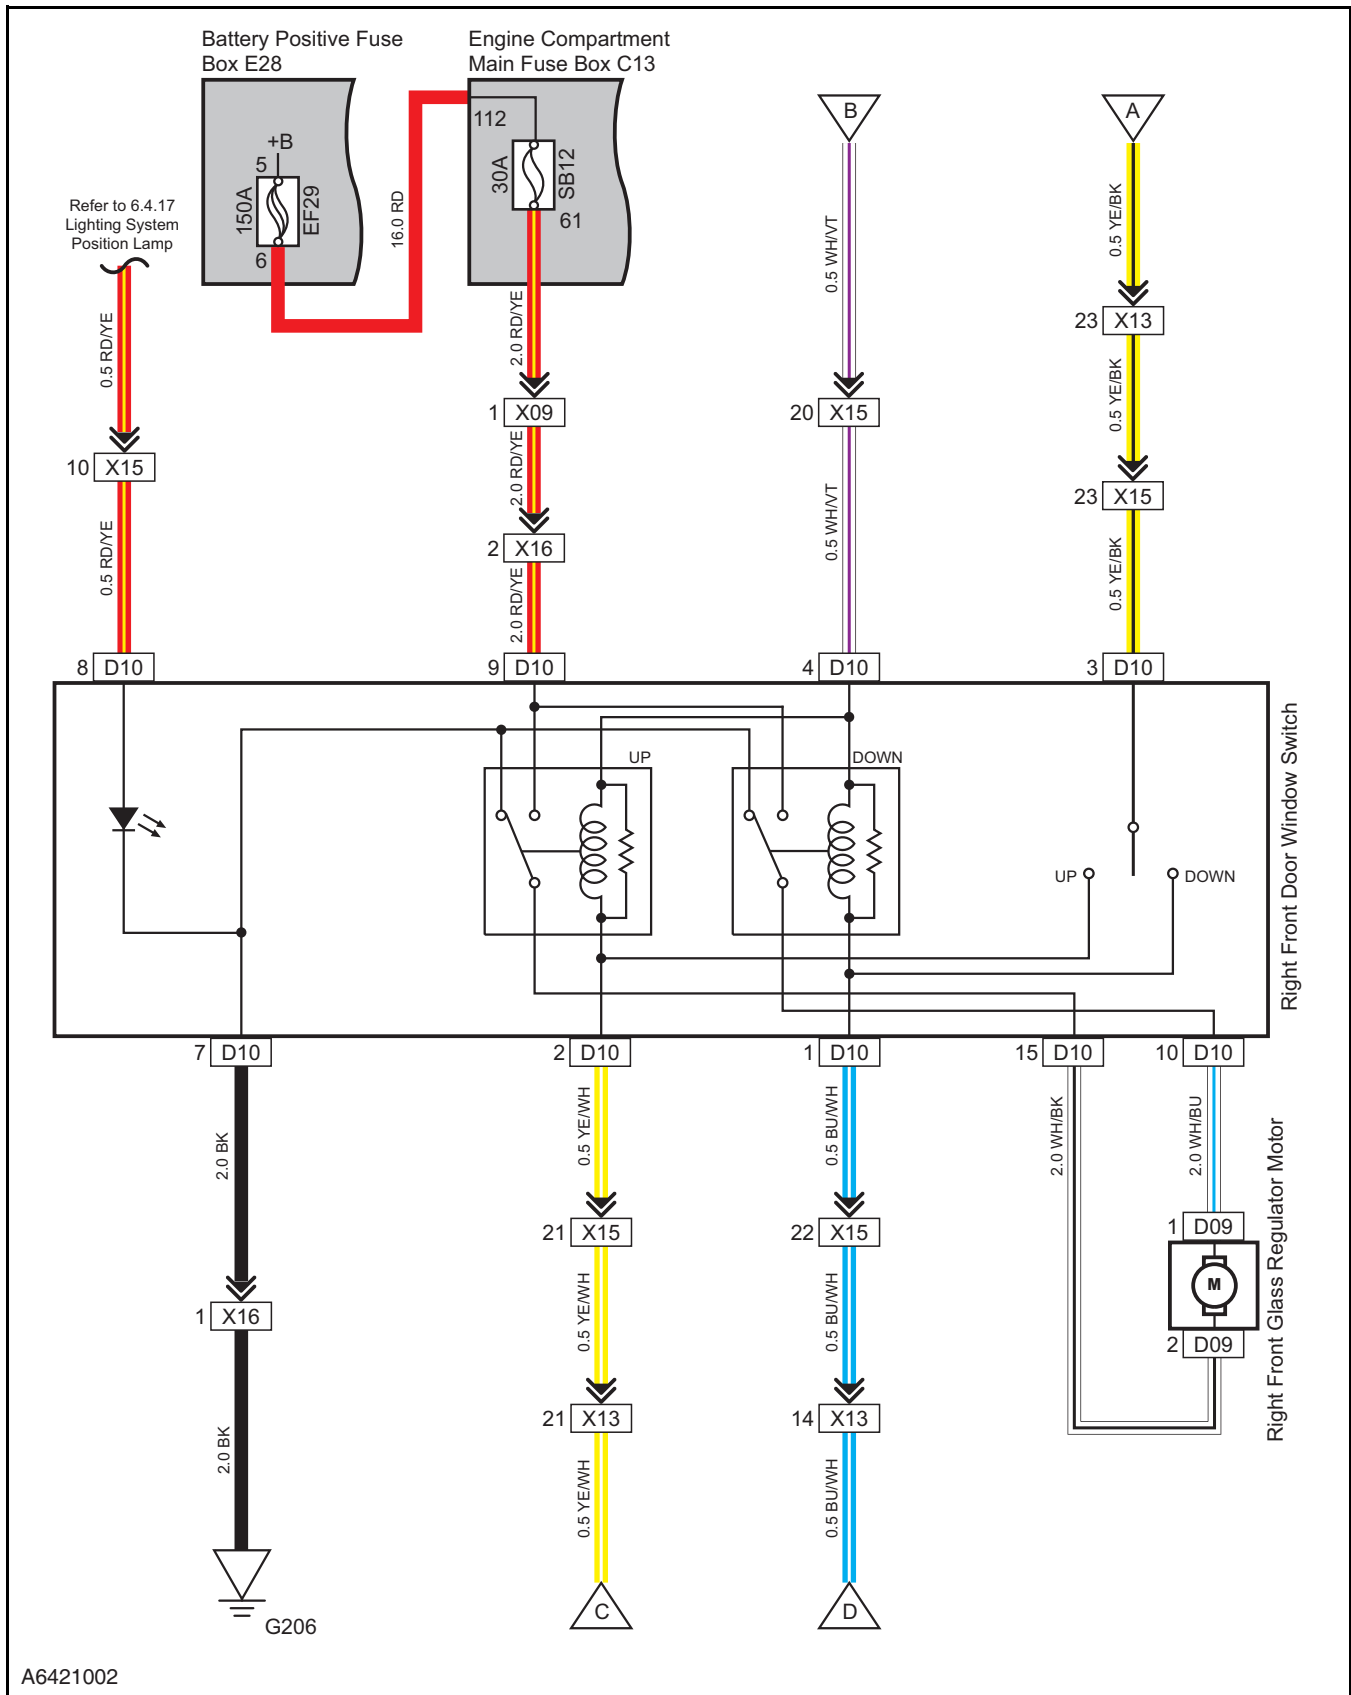 Battery Positive Fuse
Box E28
Engine Compartment
Main Fuse Box C13
112
B
A
+B
5
150A
EF29
6
30A
SB12
61
16.0 RD
Refer to 6.4.17
Lighting System
Position Lamp
0.5 RD/YE
2.0 RD/YE
0.5 WH/VT
0.5 YE/BK
23 X13
1 X09
20 X15
0.5 YE/BK
10 X15
2.0 RD/YE
23 X15
0.5 RD/YE
2 X16
0.5 WH/VT
2.0 RD/YE
0.5 YE/BK
8 D10
9 D10
4 D10
3 D10
UP
DOWN
UP
DOWN
Right Front Door Window Switch
7 D10
2 D10
1 D10
15 D10
10 D10
2.0 BK
0.5 YE/WH
0.5 BU/WH
2.0 WH/BK
2.0 WH/BU
21 X15
22 X15
1 D09
M
2 D09
Right Front Glass Regulator Motor
1 X16
0.5 YE/WH
0.5 BU/WH
21 X13
14 X13
2.0 BK
0.5 YE/WH
0.5 BU/WH
C
D
G206
A6421002